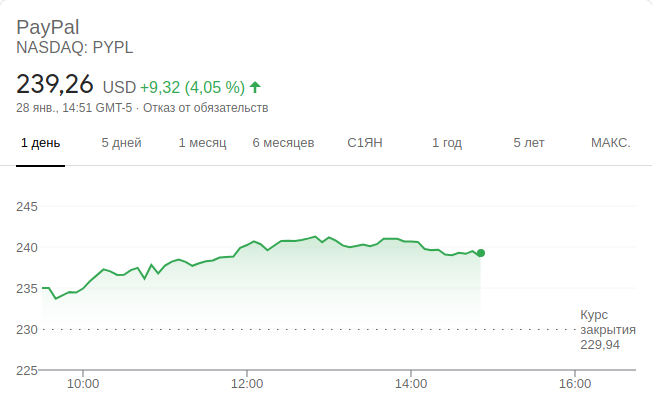 PayPal
NASDAQ: PYPL
239,26 USD +9,32 (4,05 %)
28 янв., 14:51 GMT-5 · Отказ от обязательств
1 день 5 дней 1 месяц 6 месяцев С1ЯН 1 год 5 лет МАКС.
245
240
235
230
225
Курс
закрытия
229,94
10:00 12:00 14:00 16:00